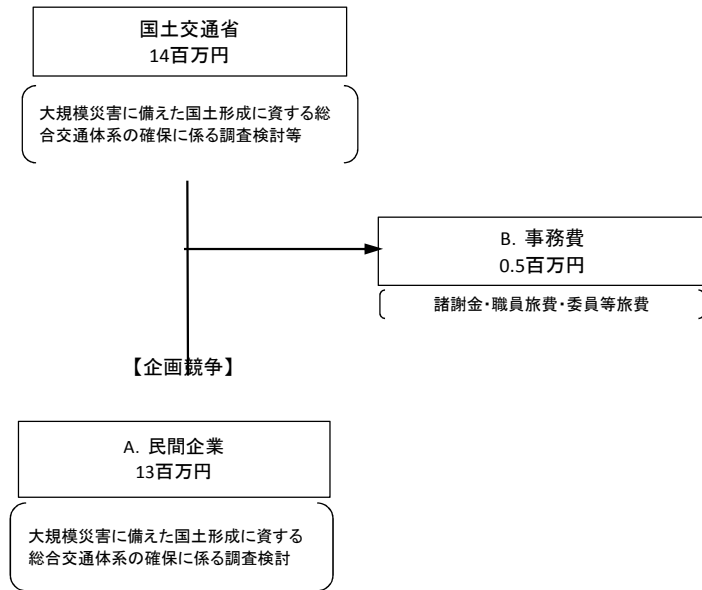 国土交通省
14百万円
大規模災害に備えた国土形成に資する総
合交通体系の確保に係る調査検討等
B. 事務費
0.5百万円
諸謝金・職員旅費・委員等旅費
【企画競争】
A. 民間企業
13百万円
大規模災害に備えた国土形成に資する
総合交通体系の確保に係る調査検討